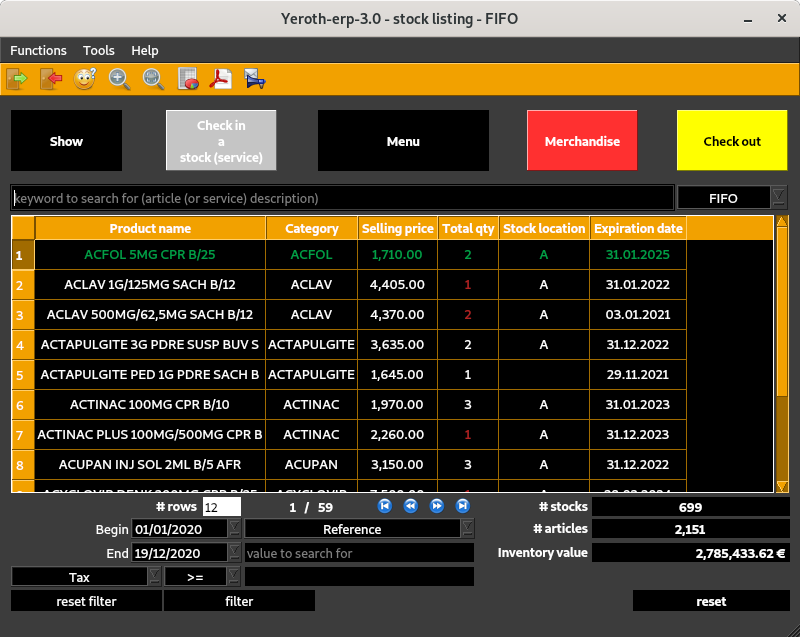 Yeroth-erp-3.0 - stock listing - FIFO
Functions Tools Help
Show
Check in
a
stock (service)
Menu
Merchandise
Check out
keyword to search for (article (or service) description)
FIFO
Product name Category Selling price Total qty Stock location Expiration date
1 ACFOL 5MG CPR B/25 ACFOL 1,710.00 2 A 31.01.2025
2 ACLAV 1G/125MG SACH B/12 ACLAV 4,405.00 1 A 31.01.2022
3 ACLAV 500MG/62,5MG SACH B/12 ACLAV 4,370.00 2 A 03.01.2021
4 ACTAPULGITE 3G PDRE SUSP BUV S ACTAPULGITE 3,635.00 2 A 31.12.2022
5 ACTAPULGITE PED 1G PDRE SACH B ACTAPULGITE 1,645.00 1 29.11.2021
6 ACTINAC 100MG CPR B/10 ACTINAC 1,970.00 3 A 31.01.2023
7 ACTINAC PLUS 100MG/500MG CPR B ACTINAC 2,260.00 1 A 31.12.2023
8 ACUPAN INJ SOL 2ML B/5 AFR ACUPAN 3,150.00 3 A 31.12.2022
# rows 12 1 / 59 # stocks 699
Begin 01/01/2020 Reference # articles 2,151
End 19/12/2020 value to search for Inventory value 2,785,433.62 €
Tax >=
reset filter filter reset